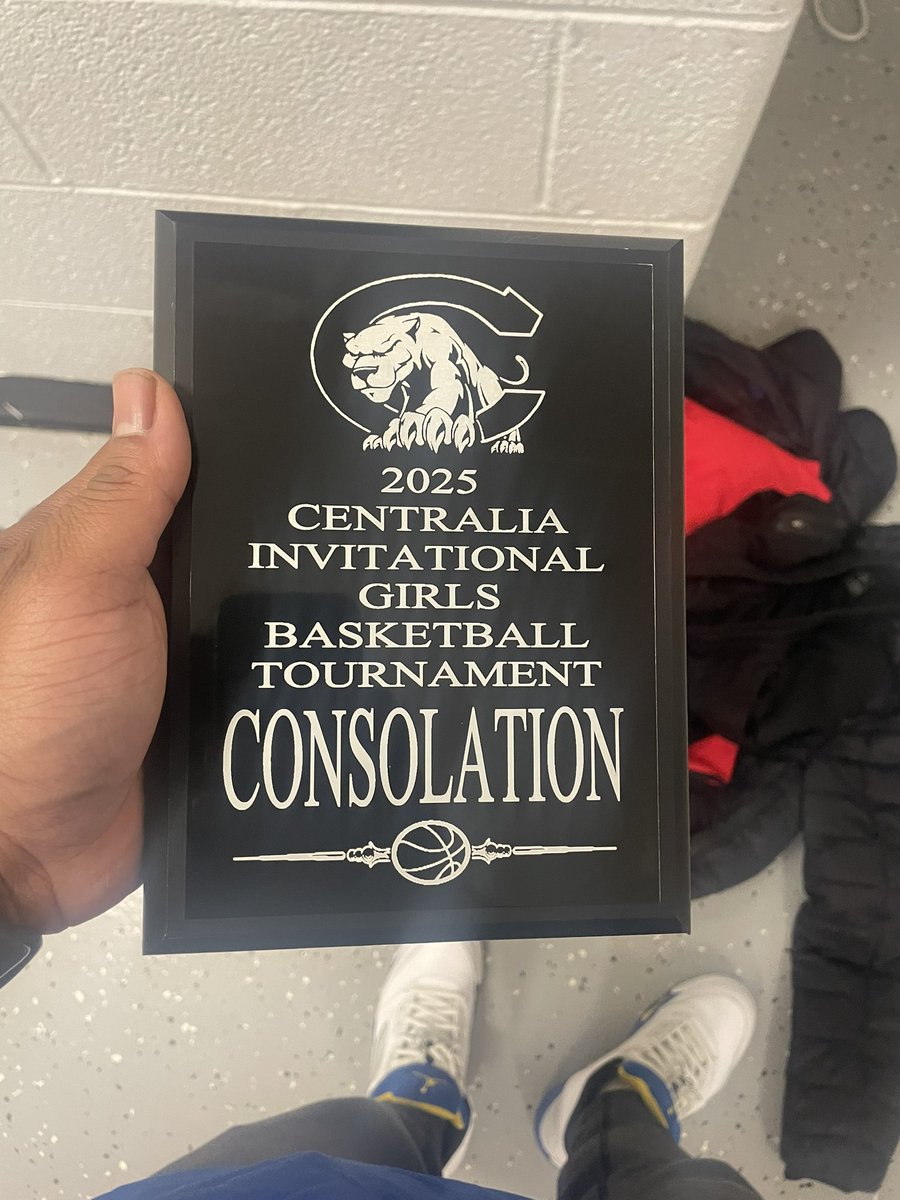 2025
CENTRALIA
INVITATIONAL
GIRLS
BASKETBALL
TOURNAMENT
CONSOLATION